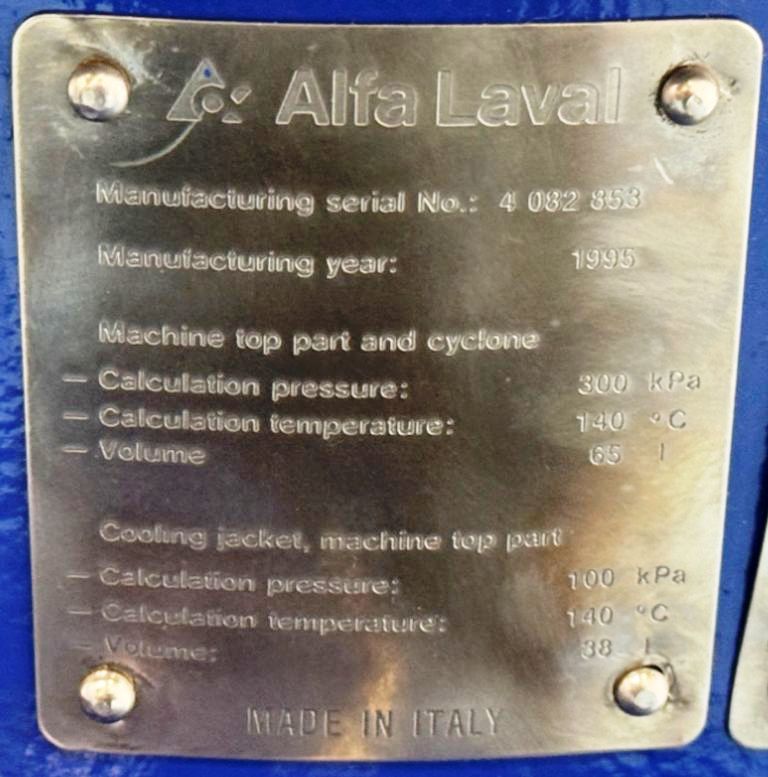 Alfa Laval
Manufacturing serial No.: 4 082 853
Manufacturing year: 1995
Machine top part and cyclone
— Calculation pressure: 300 kPa
— Calculation temperature: 140 °C
— Volume 65 l
Cooling jacket, machine top part
— Calculation pressure: 100 kPa
— Calculation temperature: 140 °C
— Volume: 38 l
MADE IN ITALY